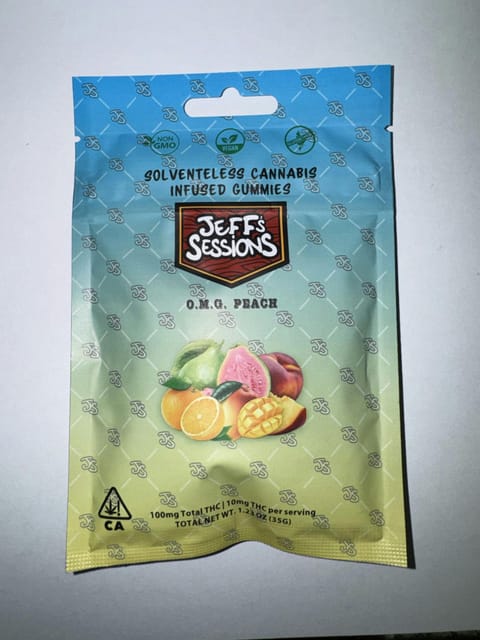 NON
GMO
VEGAN
SOLVENTLESS CANNABIS
INFUSED GUMMIES
JEFF'S
SESSIONS
O.M.G. PEACH
CA
100mg Total THC | 10mg THC per serving
TOTAL NET WT. 1.23 OZ (35G)